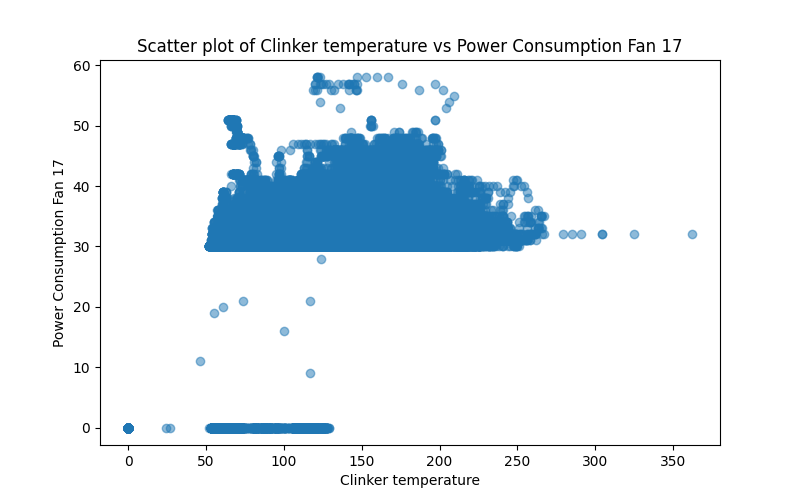 Scatter plot of Clinker temperature vs Power Consumption Fan 17
60
50
40
30
20
10
0
Power Consumption Fan 17
0 50 100 150 200 250 300 350
Clinker temperature